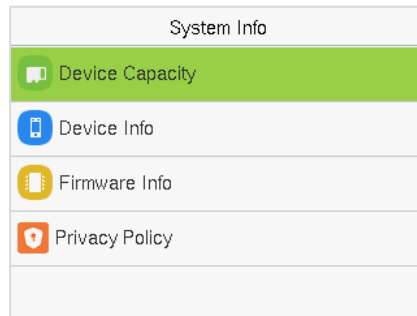 System Info
Device Capacity
Device Info
Firmware Info
Privacy Policy